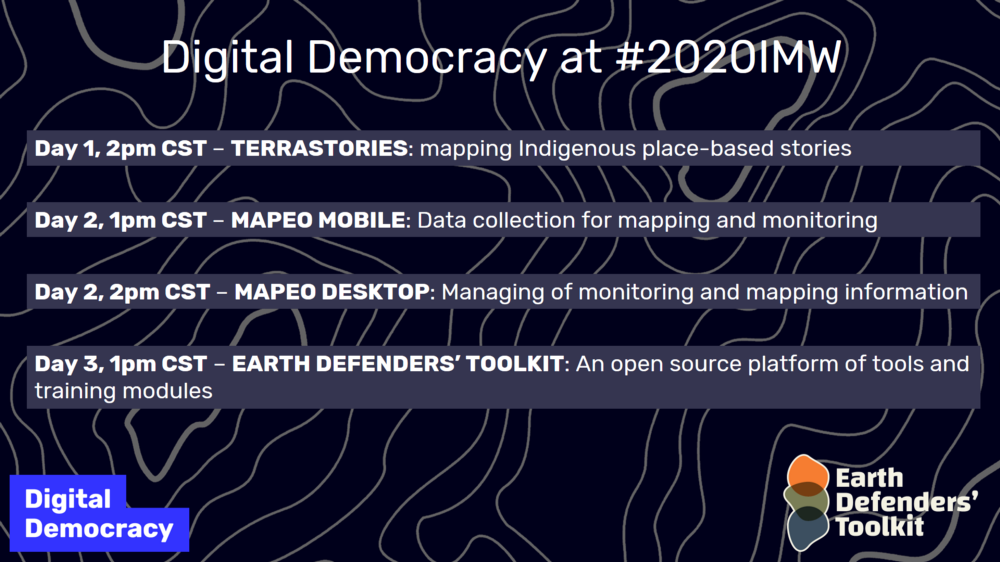 Digital Democracy at #2020IMW
Day 1, 2pm CST – TERRASTORIES: mapping Indigenous place-based stories
Day 2, 1pm CST – MAPEO MOBILE: Data collection for mapping and monitoring
Day 2, 2pm CST – MAPEO DESKTOP: Managing of monitoring and mapping information
Day 3, 1pm CST – EARTH DEFENDERS’ TOOLKIT: An open source platform of tools and
training modules
Digital
Democracy
Earth
Defenders’
Toolkit